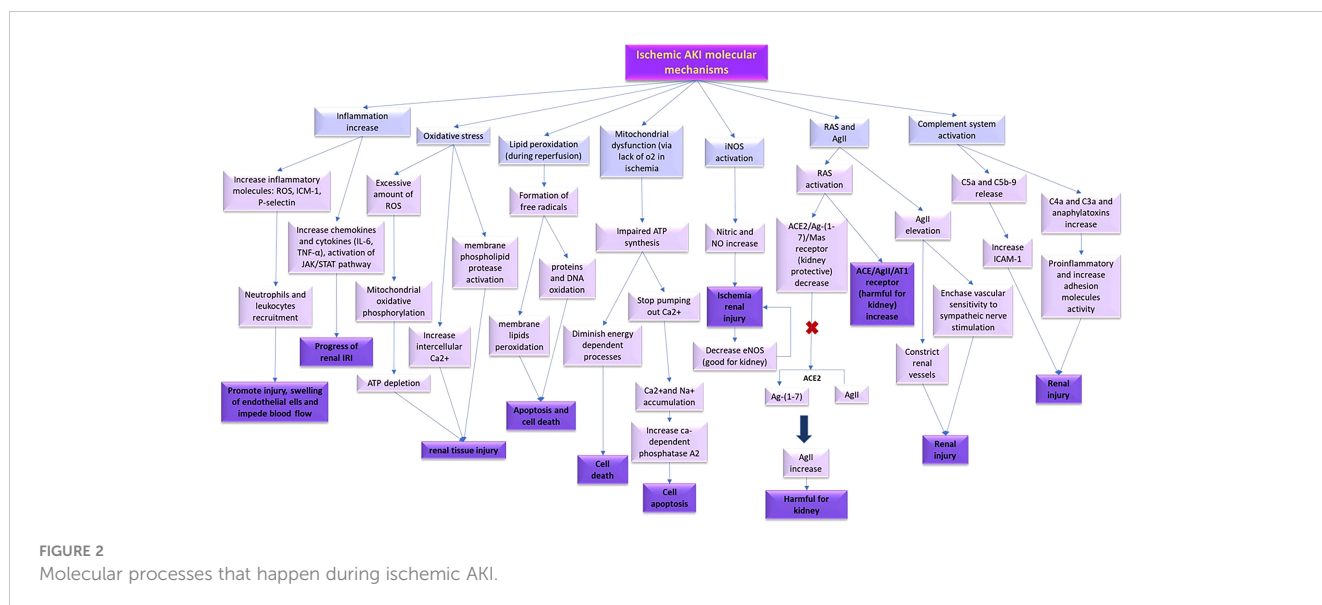 Ischemic AKI molecular
mechanisms
Inflammation
increase
Oxidative stress
Lipid peroxidation
(during reperfusion)
Mitochondrial
dysfunction (via
lack of o2 in
ischemia
iNOS
activation
RAS and
AgII
Complement system
activation
Increase inflammatory
molecules: ROS, ICM-1,
P-selectin
Increase chemokines
and cytokines (IL-6,
TNF-α), activation of
JAK/STAT pathway
Neutrophils and
leukocytes
recruitment
Progress of
renal IRI
Promote injury, swelling
of endothelial ells and
impede blood flow
Excessive
amount of
ROS
membrane
phospholipid
protease
activation
Mitochondrial
oxidative
phosphorylation
Increase
intercellular
Ca2+
ATP depletion
renal tissue injury
Formation of
free radicals
proteins and DNA
oxidation
membrane
lipids
peroxidation
Apoptosis and
cell death
Impaired ATP
synthesis
Stop pumping
out Ca2+
Diminish energy
dependent
processes
Ca2+and Na+
accumulation
Increase ca-
dependent
phosphatase A2
Cell
death
Cell
apoptosis
Nitric and
NO increase
Ischemia
renal
injury
Decrease eNOS
(good for kidney)
RAS
activation
ACE2/Ag-(1-
7)/Mas
receptor
(kidney
protective)
decrease
ACE/AgII/AT1
receptor
(harmful for
kidney)
increase
ACE2
Ag-(1-7)
AgII
AgII
increase
Harmful for
kidney
AgII
elevation
Enchase vascular
sensitivity to
sympatheic nerve
stimulation
Constrict
renal
vessels
Renal
injury
C5a and C5b-9
release
C4a and C3a and
anaphylatoxins
increase
Increase
ICAM-1
Proinflammatory
and increase
adhesion
molecules
activity
Renal
injury
FIGURE 2
Molecular processes that happen during ischemic AKI.